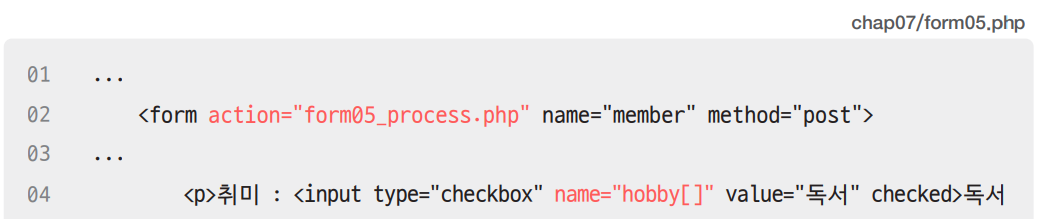 chap07/form05.php
01 ...
02 <form action="form05_process.php" name="member" method="post">
03 ...
04 <p>취미 : <input type="checkbox" name="hobby[]" value="독서" checked>독서